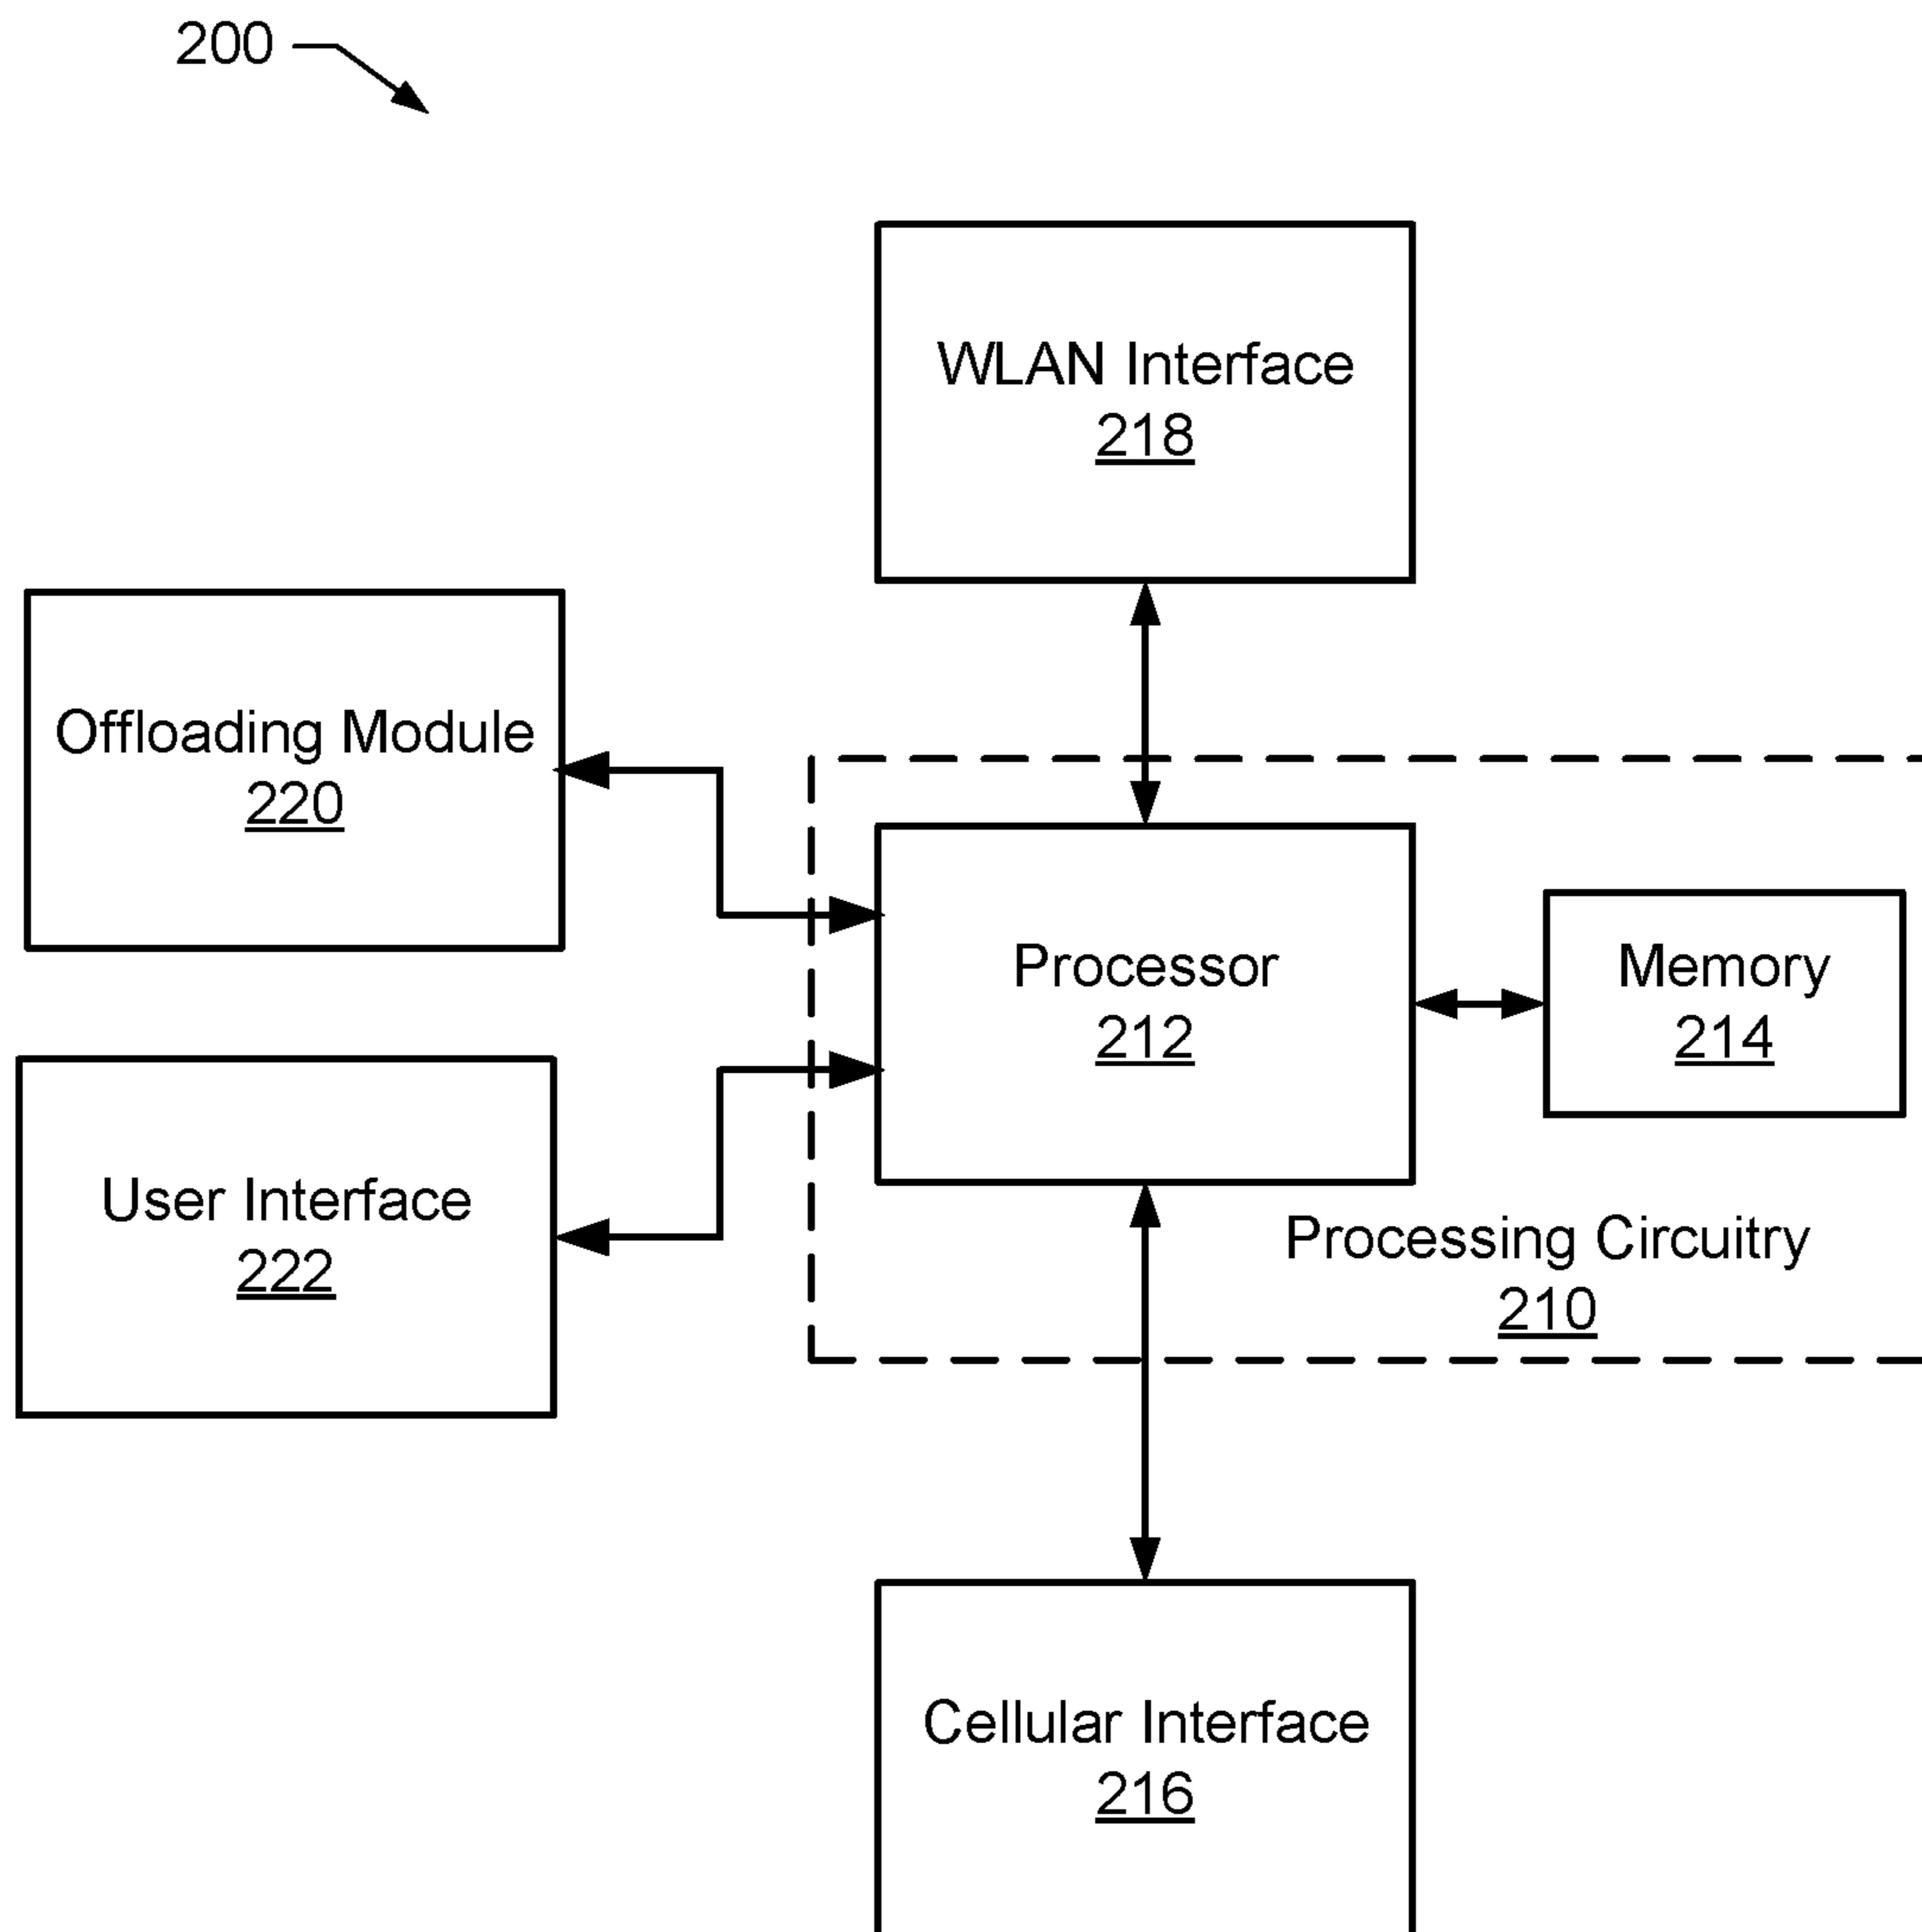 200
WLAN Interface
218
Offloading Module
220
Processor
212
Memory
214
User Interface
222
Processing Circuitry
210
Cellular Interface
216